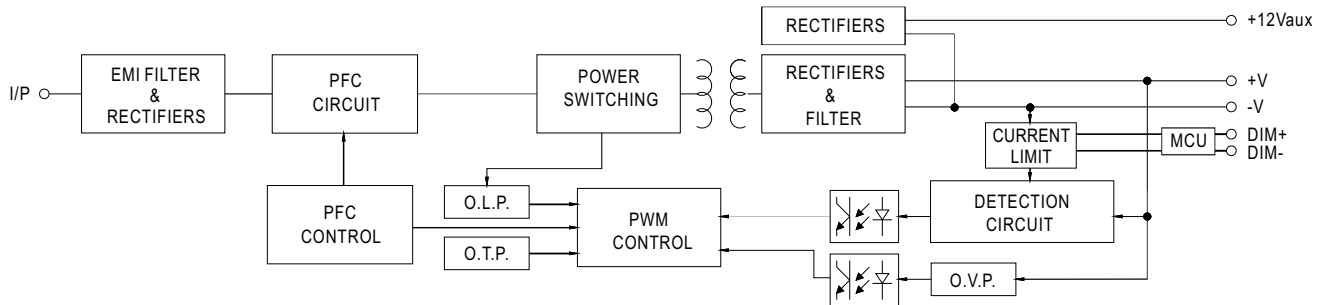 RECTIFIERS
+12Vaux
I/P
EMI FILTER
&
RECTIFIERS
PFC
CIRCUIT
POWER
SWITCHING
RECTIFIERS
&
FILTER
+V
-V
CURRENT
LIMIT
MCU
DIM+
DIM-
PFC
CONTROL
O.L.P.
O.T.P.
PWM
CONTROL
DETECTION
CIRCUIT
O.V.P.